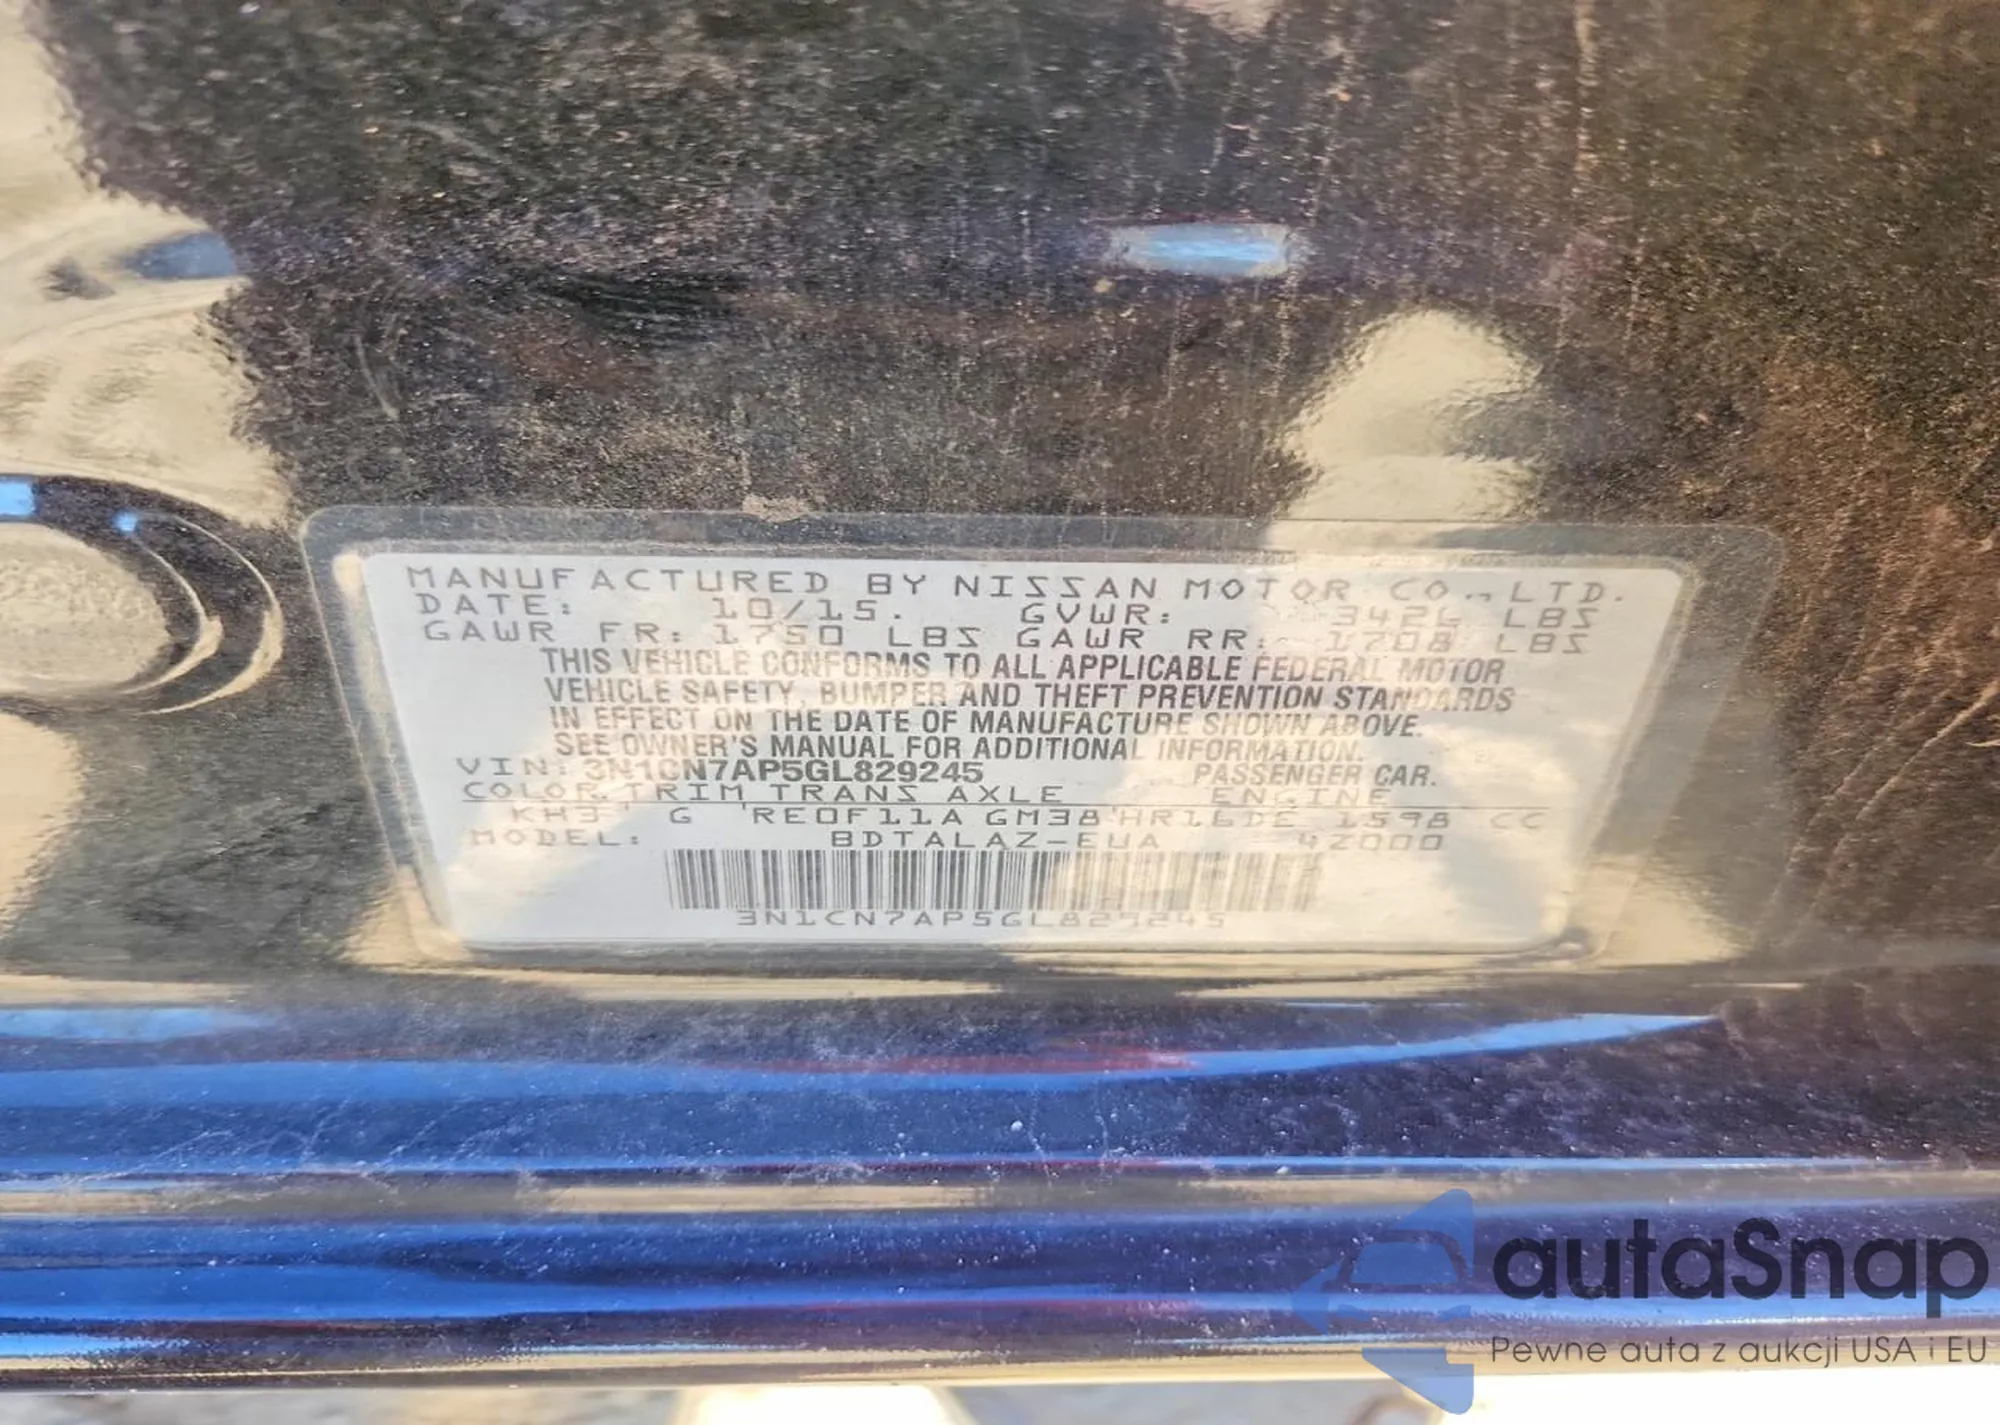 MANUFACTURED BY NISSAN MOTOR CO., LTD.
DATE: 10/15. GVWR: 3426 LBS
GAWR FR: 1750 LBS GAWR RR: 1708 LBS
THIS VEHICLE CONFORMS TO ALL APPLICABLE FEDERAL MOTOR
VEHICLE SAFETY, BUMPER AND THEFT PREVENTION STANDARDS
IN EFFECT ON THE DATE OF MANUFACTURE SHOWN ABOVE.
SEE OWNER'S MANUAL FOR ADDITIONAL INFORMATION.
VIN: 3N1CN7AP5GL829245 PASSENGER CAR.
COLOR TRIM TRANS AXLE ENGINE
KH3 G RE0F11A GM38 HR16DE 1598 CC
MODEL: BDTALAZ-EUA 4Z000
3N1CN7AP5GL829245
autaSnap
Pewne auta z aukcji USA i EU